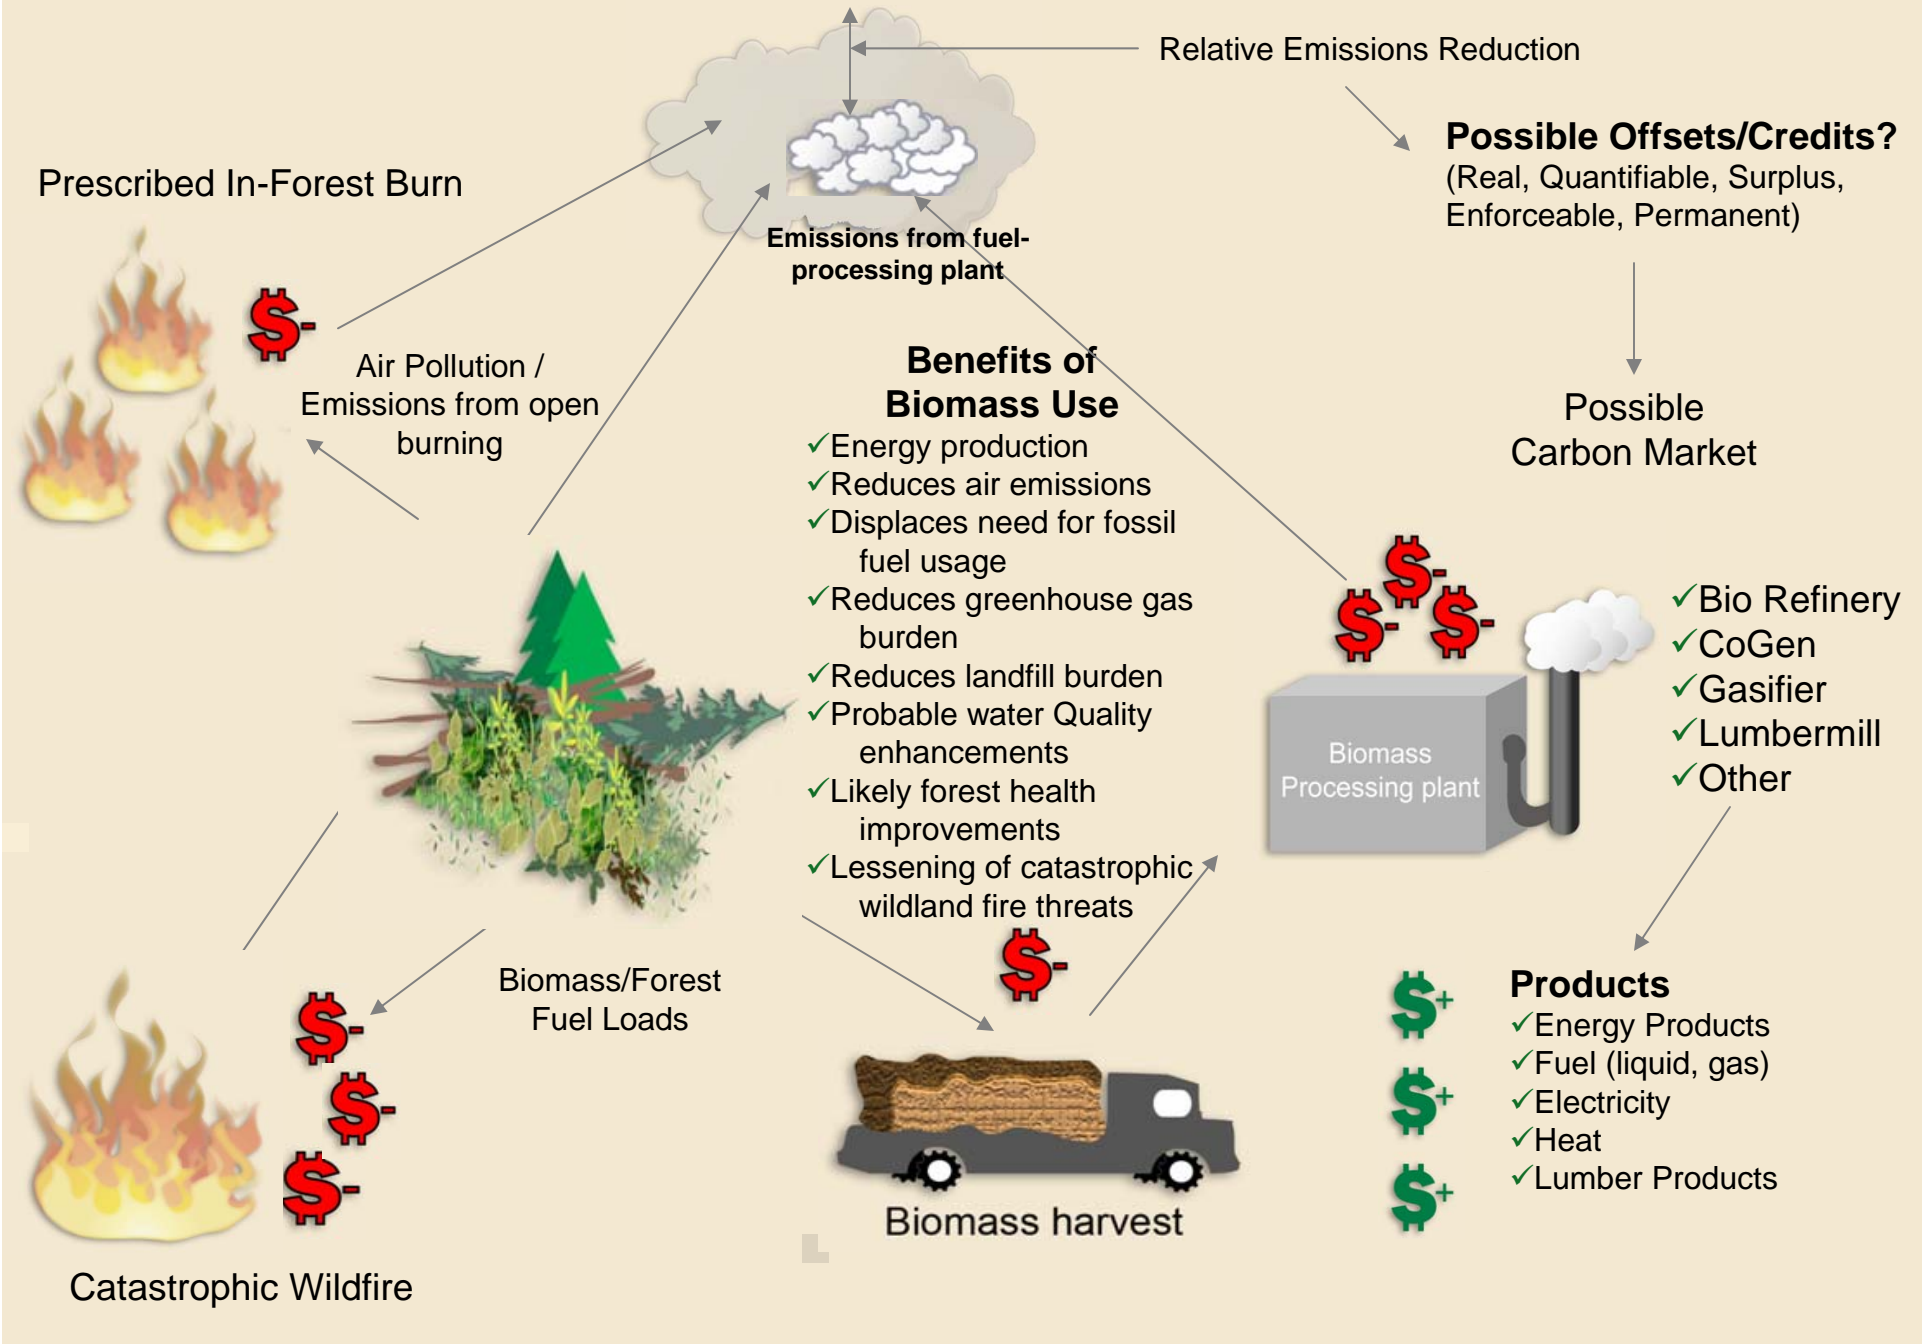 Relative Emissions Reduction
Possible Offsets/Credits?
(Real, Quantifiable, Surplus,
Enforceable, Permanent)
Prescribed In-Forest Burn
Emissions from fuel-
processing plant
$-
Air Pollution /
Emissions from open
burning
Benefits of
Biomass Use
✓Energy production
✓Reduces air emissions
✓Displaces need for fossil
fuel usage
✓Reduces greenhouse gas
burden
✓Reduces landfill burden
✓Probable water Quality
enhancements
✓Likely forest health
improvements
✓Lessening of catastrophic
wildland fire threats
Possible
Carbon Market
$-
$-
$-
✓Bio Refinery
✓CoGen
✓Gasifier
✓Lumbermill
✓Other
Biomass
Processing plant
$-
Biomass/Forest
Fuel Loads
$-
$-
$-
Catastrophic Wildfire
Biomass harvest
$+
$+
$+
Products
✓Energy Products
✓Fuel (liquid, gas)
✓Electricity
✓Heat
✓Lumber Products